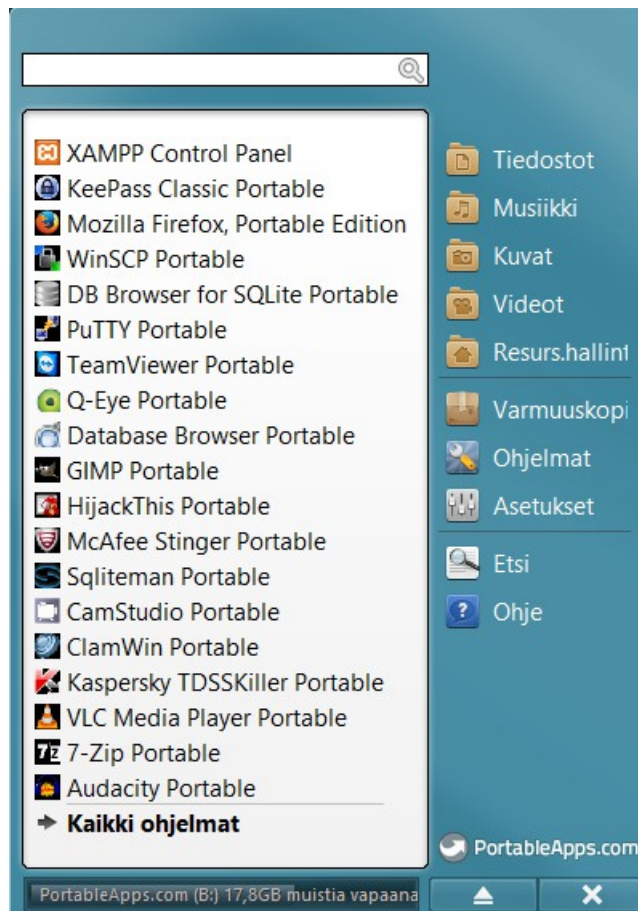 XAMPP Control Panel
KeePass Classic Portable
Mozilla Firefox, Portable Edition
WinSCP Portable
DB Browser for SQLite Portable
PuTTY Portable
TeamViewer Portable
Q-Eye Portable
Database Browser Portable
GIMP Portable
HijackThis Portable
McAfee Stinger Portable
Sqliteman Portable
CamStudio Portable
ClamWin Portable
Kaspersky TDSSKiller Portable
VLC Media Player Portable
7-Zip Portable
Audacity Portable
Kaikki ohjelmat
Tiedostot
Musiikki
Kuvat
Videot
Resurs.hallint
Varmuuskopi
Ohjelmat
Asetukset
Etsi
Ohje
PortableApps.com
PortableApps.com (B:) 17,8GB muistia vapaana